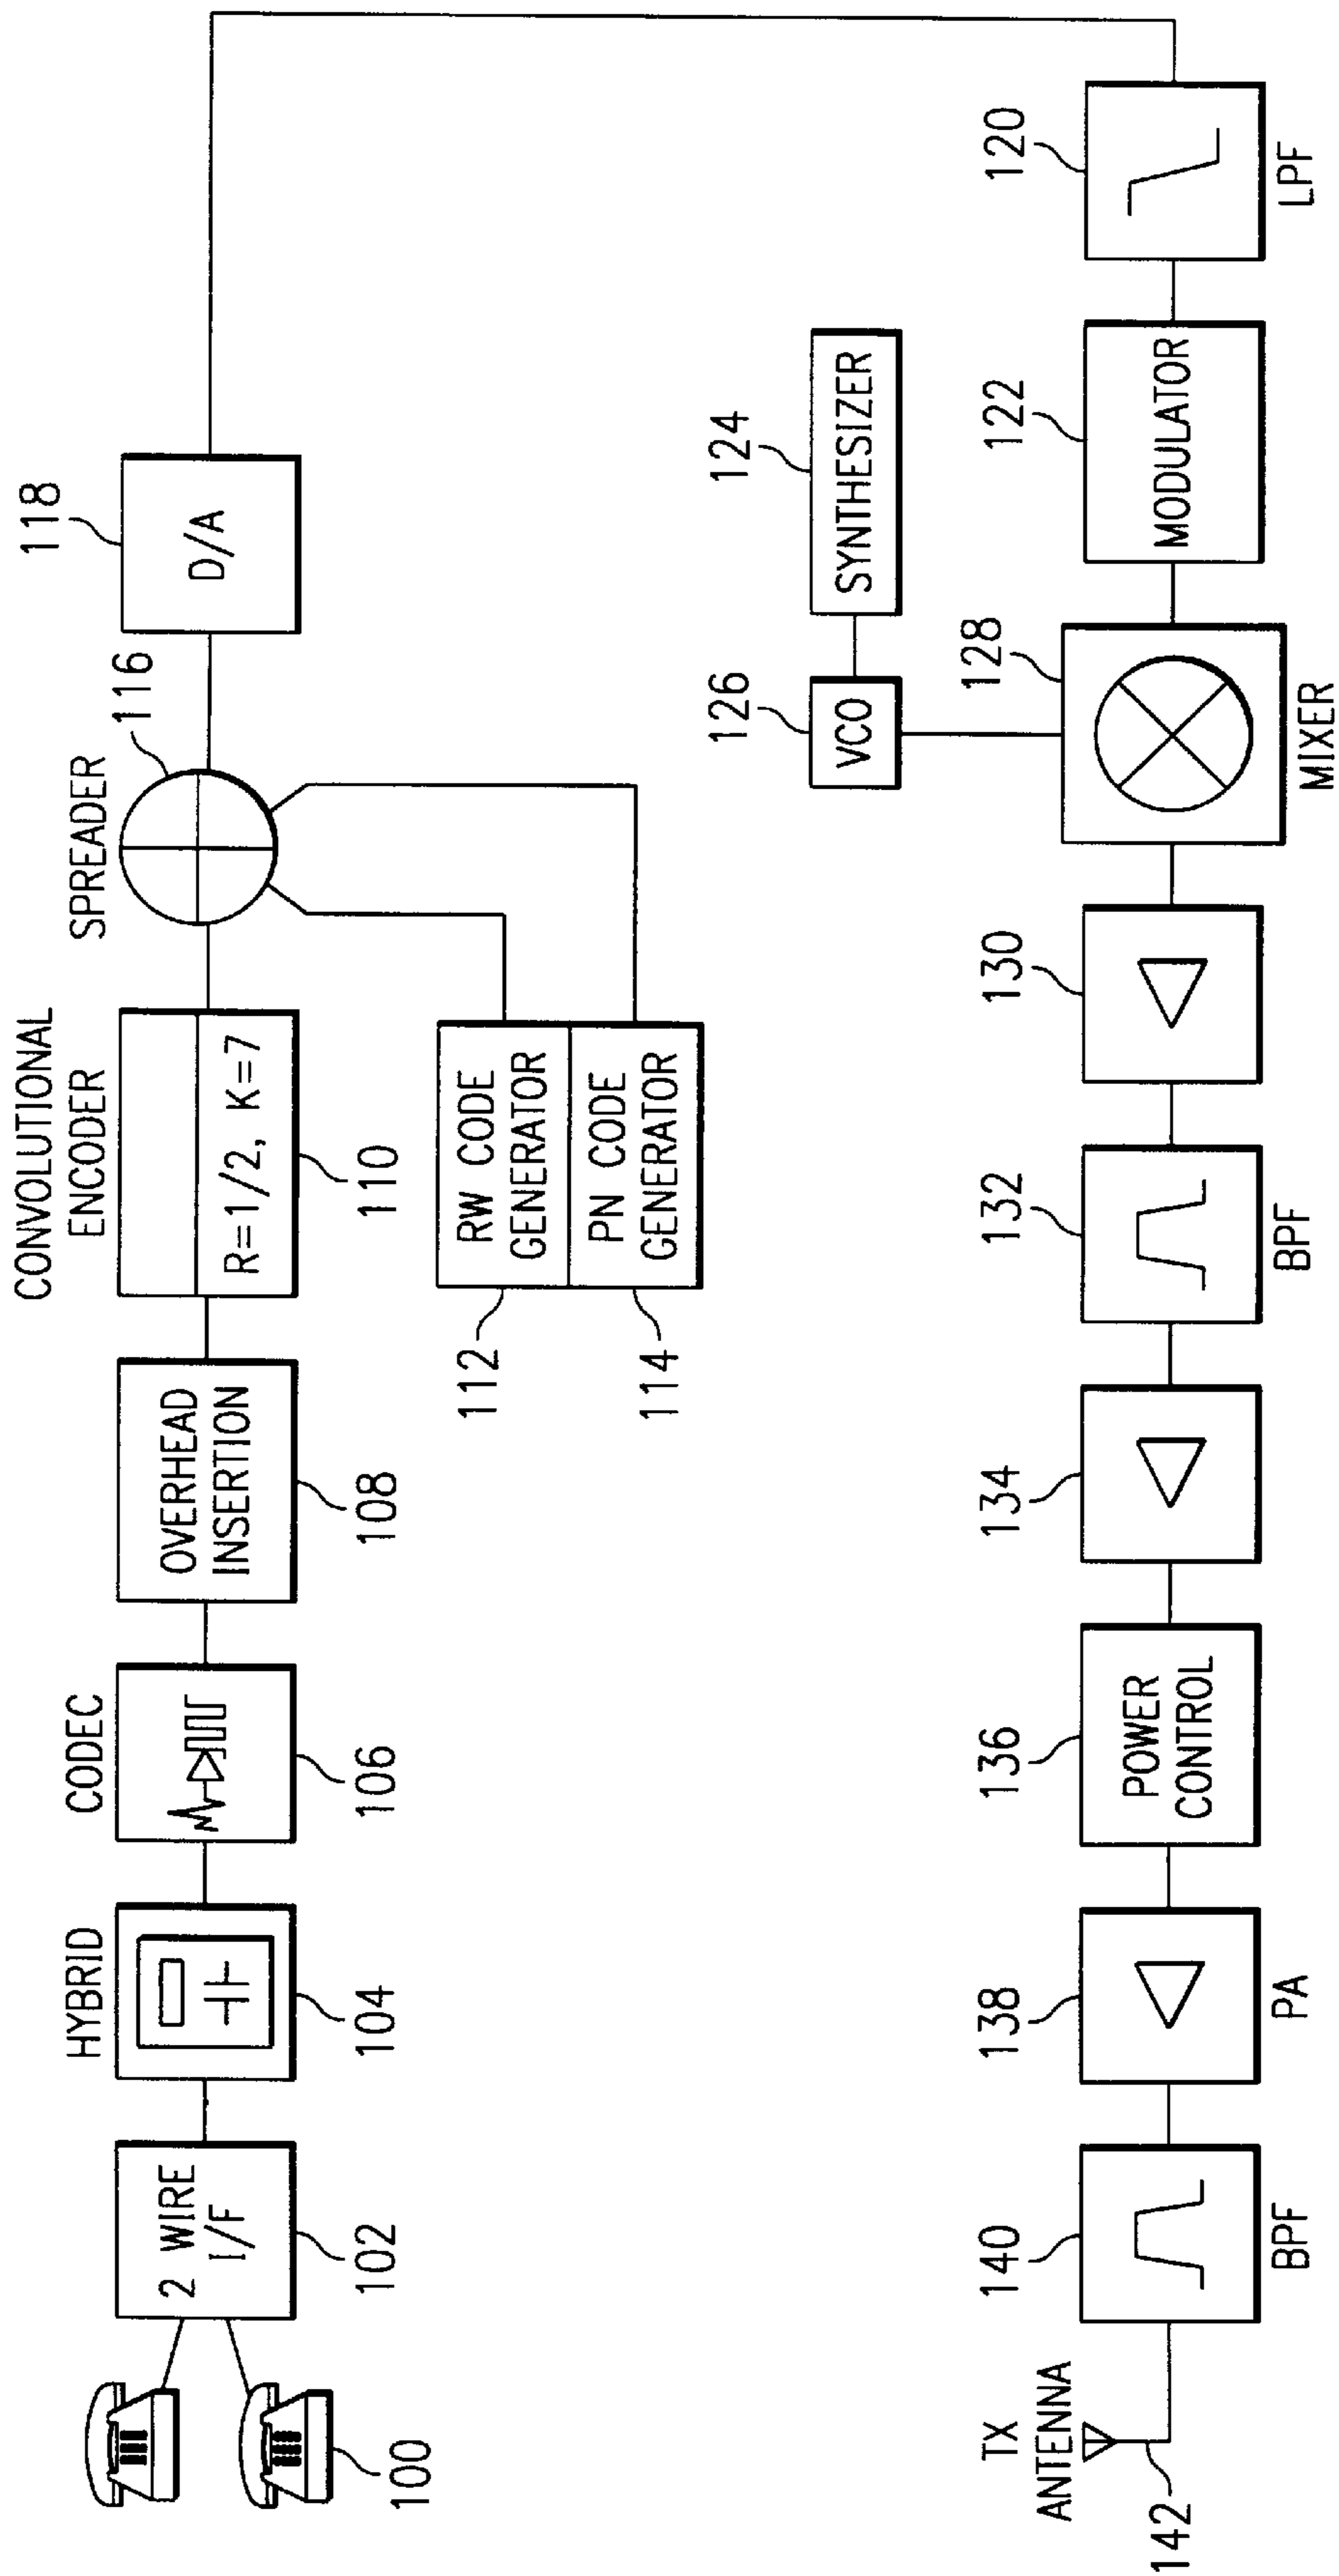 100
2 WIRE
I/F
102
HYBRID
104
CODEC
106
OVERHEAD
INSERTION
108
CONVOLUTIONAL
ENCODER
R=1/2, K=7
110
RW CODE
GENERATOR
112
PN CODE
GENERATOR
114
SPREADER
116
118
D/A
TX
ANTENNA
142
140
BPF
138
PA
136
POWER
CONTROL
134
132
BPF
130
128
MIXER
126
VCO
124
SYNTHESIZER
122
MODULATOR
120
LPF